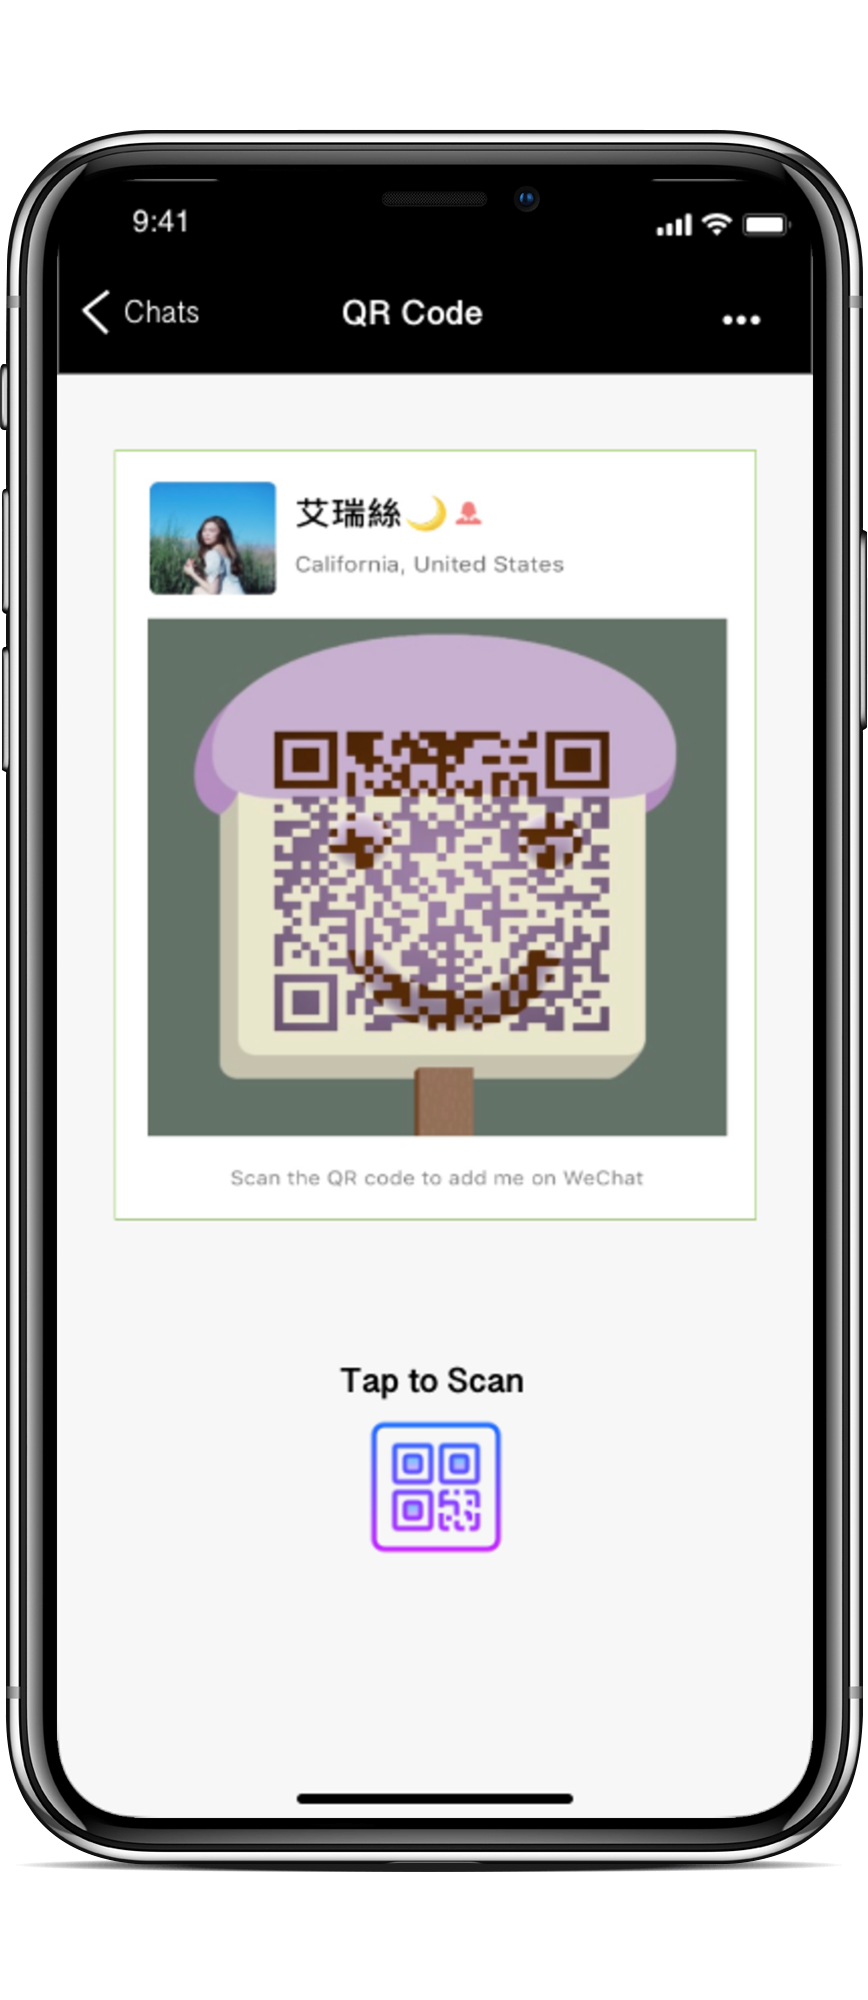 9:41
Chats
QR Code
艾瑞絲🌙
California, United States
Scan the QR code to add me on WeChat
Tap to Scan